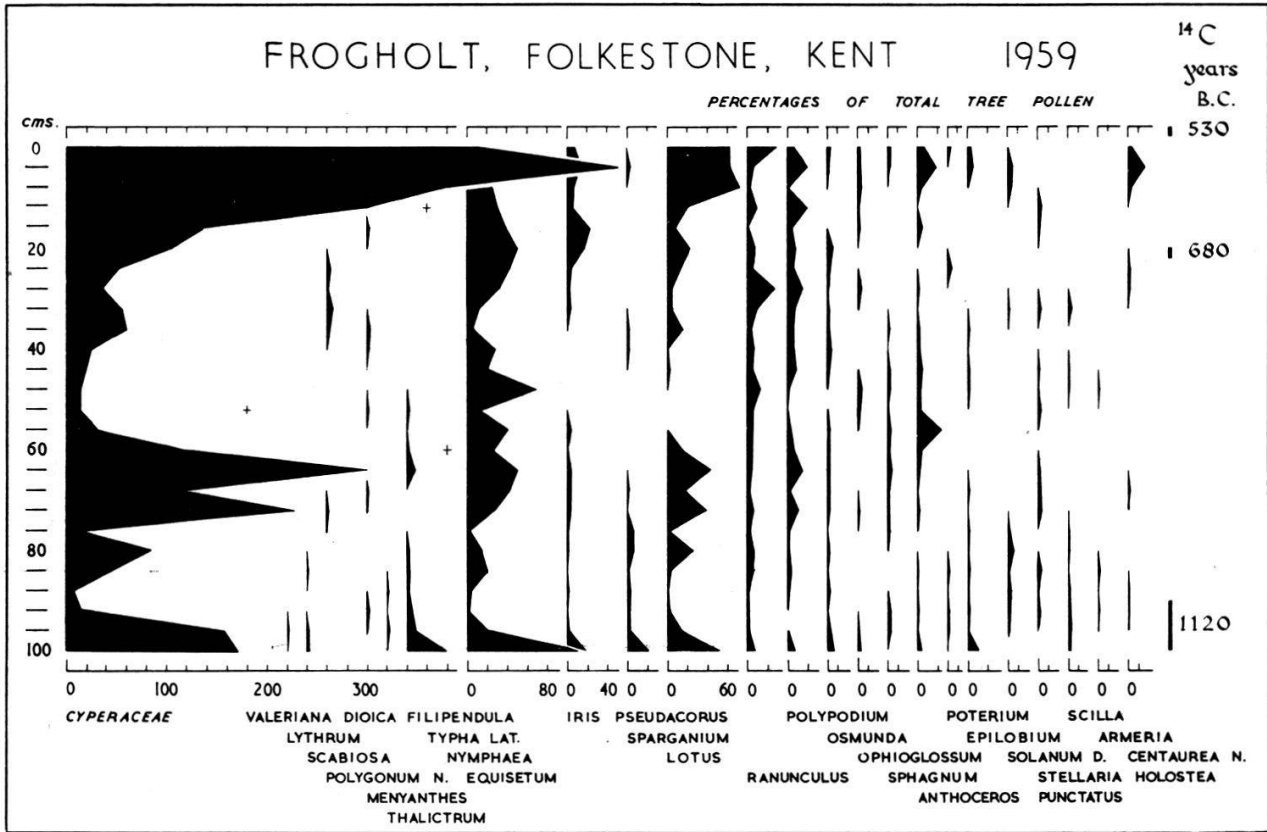 FROGHOLT, FOLKESTONE, KENT 1959
14C
years
B.C.
PERCENTAGES OF TOTAL TREE POLLEN
cms.
530
0
20
680
40
60
80
1120
100
0 100 200 300 0 80 0 40 0 0 60 0 0 0 0 0 0 0 0 0 0 0 0 0
CYPERACEAE VALERIANA DIOICA FILIPENDULA IRIS PSEUDACORUS POLYPODIUM POTERIUM SCILLA
LYTHRUM TYPHA LAT. SPARGANIUM OSMUNDA EPILOBIUM ARMERIA
SCABIOSA NYMPHAEA LOTUS OPHIOGLOSSUM SOLANUM D. CENTAUREA N.
POLYGONUM N. EQUISETUM RANUNCULUS SPHAGNUM STELLARIA HOLOSTEA
MENYANTHES ANTHOCEROS PUNCTATUS
THALICTRUM